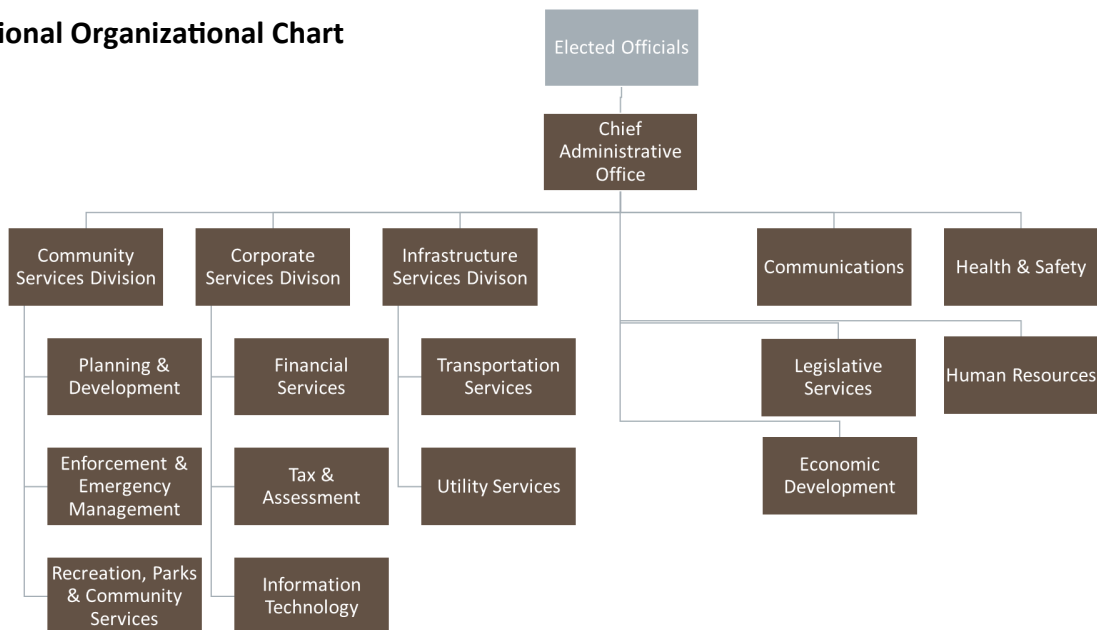 ional Organizational Chart
Elected Officials
Chief
Administrative
Office
Community
Services Division
Corporate
Services Divison
Infrastructure
Services Divison
Communications
Health & Safety
Planning &
Development
Financial
Services
Transportation
Services
Legislative
Services
Human Resources
Enforcement &
Emergency
Management
Tax &
Assessment
Utility Services
Economic
Development
Recreation, Parks
& Community
Services
Information
Technology